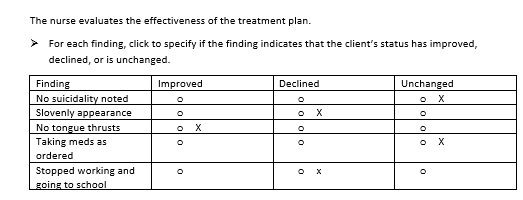 The nurse evaluates the effectiveness of the treatment plan.
➤ For each finding, click to specify if the finding indicates that the client's status has improved,
declined, or is unchanged.
Finding Improved Declined Unchanged
No suicidality noted o o o X
Slovenly appearance o o X o
No tongue thrusts o X o o
Taking meds as o o o X
ordered
Stopped working and o o x o
going to school